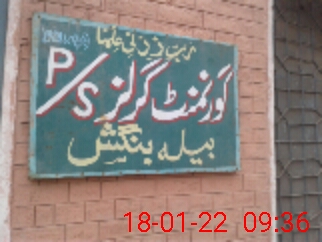 رب زدنی علما
گورنمنٹ گرلز P/S
بیلہ بنگش
18-01-22 09:36